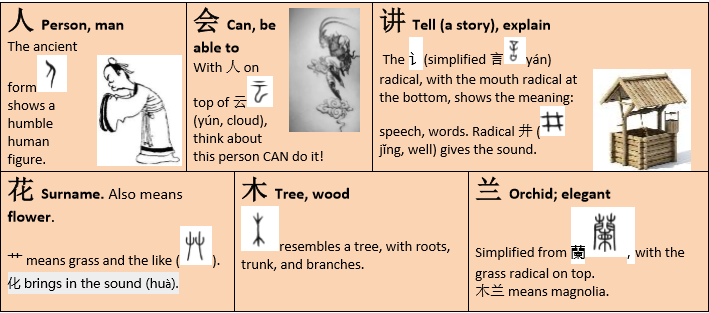 人 Person, man
The ancient
form
shows a
humble
human
figure.
会 Can, be
able to
With 人 on
top of 云
(yún, cloud),
think about
this person CAN do it!
讲 Tell (a story), explain
The 讠(simplified 言 yán)
radical, with the mouth radical at
the bottom, shows the meaning:
speech, words. Radical 井 (
jǐng, well) gives the sound.
花 Surname. Also means
flower.
艹 means grass and the like ( ).
化 brings in the sound (huà).
木 Tree, wood
resembles a tree, with roots,
trunk, and branches.
兰 Orchid; elegant
Simplified from 蘭 , with the
grass radical on top.
木兰 means magnolia.